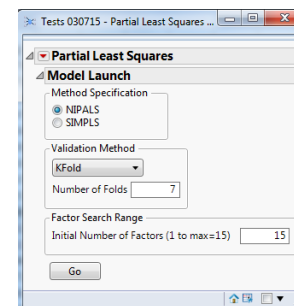 Tests 030715 - Partial Least Squares ...
Partial Least Squares
Model Launch
Method Specification
NIPALS
SIMPLS
Validation Method
KFold
Number of Folds 7
Factor Search Range
Initial Number of Factors (1 to max=15) 15
Go